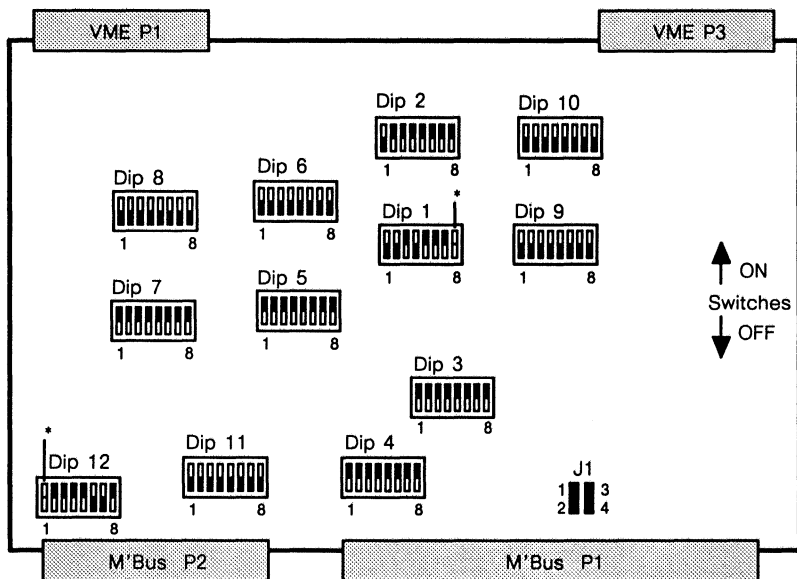 VME P1
VME P3
Dip 2
Dip 10
1 8
1 8
Dip 8
Dip 6
Dip 1
*
Dip 9
1 8
1 8
1 8
1 8
ON
Switches
OFF
Dip 7
Dip 5
1 8
1 8
Dip 3
1 8
*
Dip 12
Dip 11
Dip 4
J1
1 3
2 4
1 8
1 8
1 8
1 8
M'Bus P2
M'Bus P1